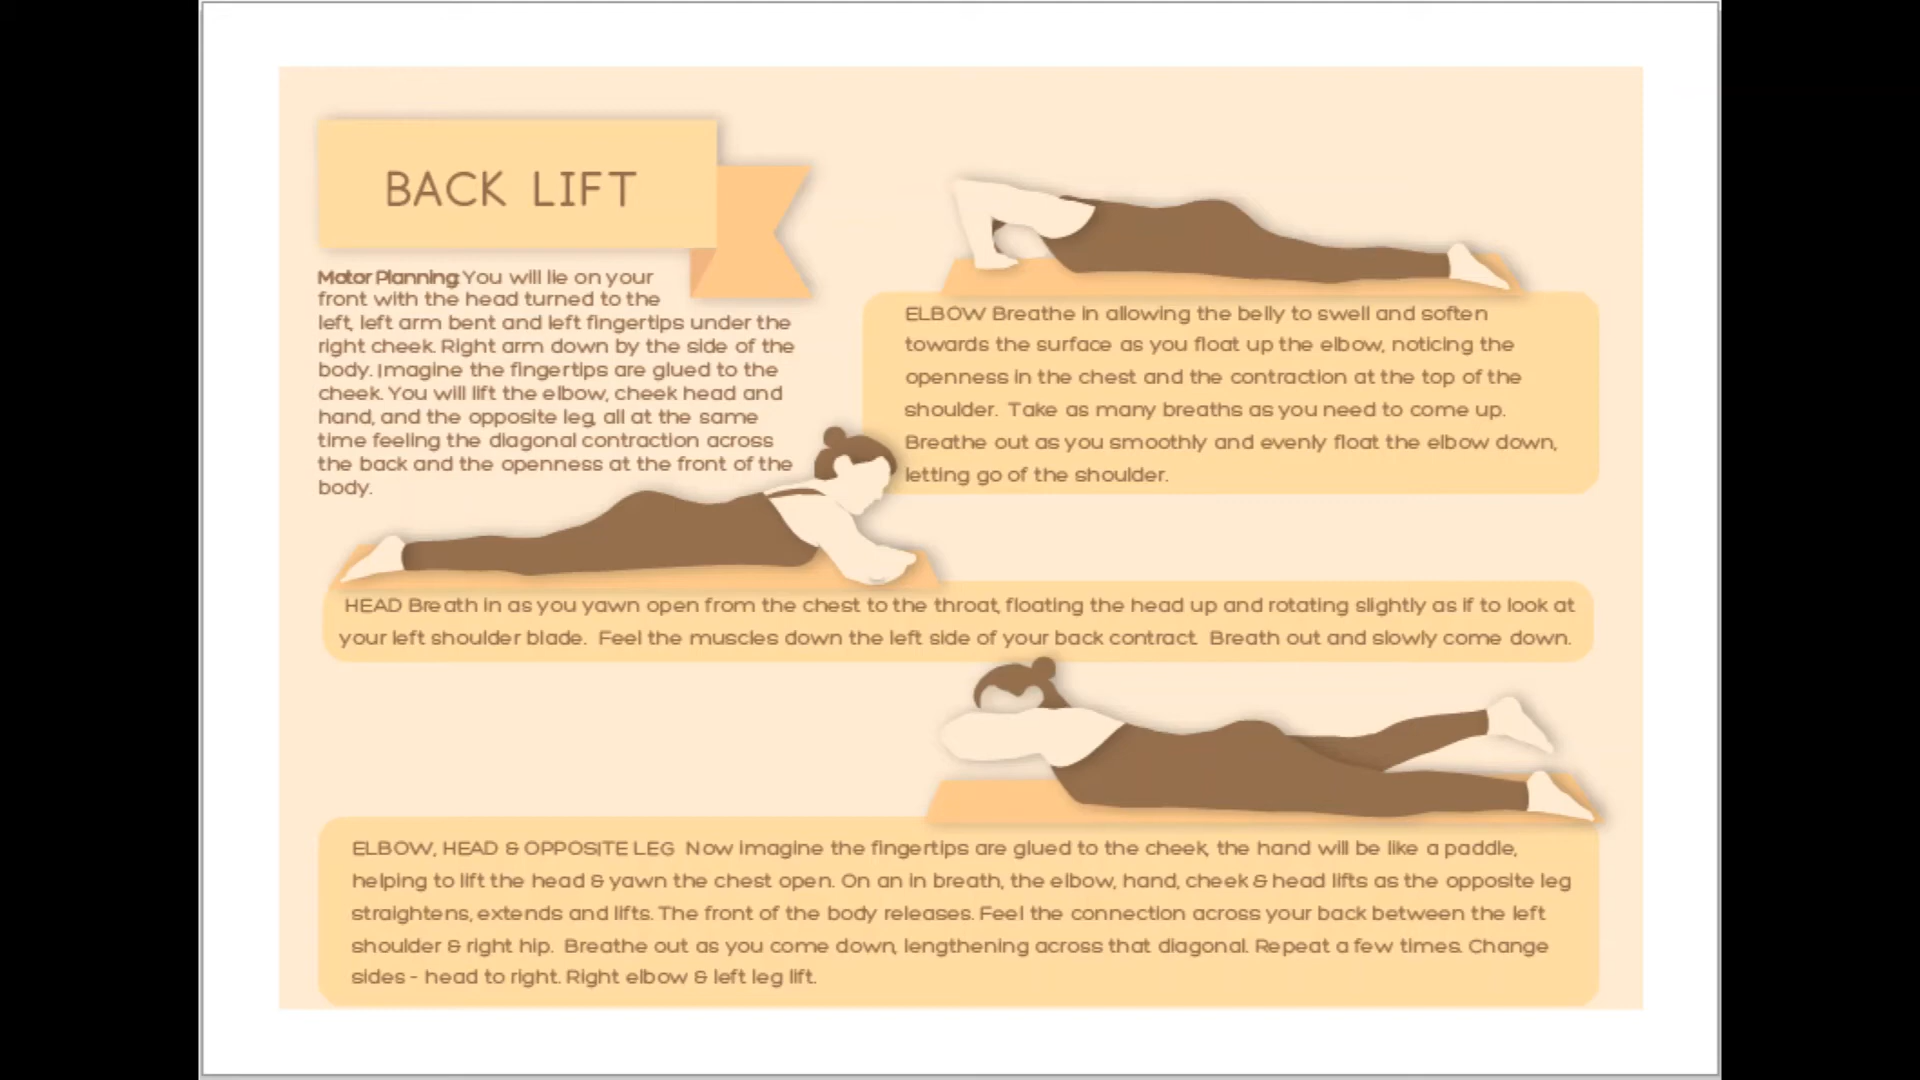 BACK LIFT
Motor Planning: You will lie on your
front with the head turned to the
left, left arm bent and left fingertips under the
right cheek. Right arm down by the side of the
body. Imagine the fingertips are glued to the
cheek. You will lift the elbow, cheek head and
hand, and the opposite leg, all at the same
time feeling the diagonal contraction across
the back and the openness at the front of the
body.
ELBOW Breathe in allowing the belly to swell and soften
towards the surface as you float up the elbow, noticing the
openness in the chest and the contraction at the top of the
shoulder. Take as many breaths as you need to come up.
Breathe out as you smoothly and evenly float the elbow down,
letting go of the shoulder.
HEAD Breath in as you yawn open from the chest to the throat, floating the head up and rotating slightly as if to look at
your left shoulder blade. Feel the muscles down the left side of your back contract. Breath out and slowly come down.
ELBOW, HEAD & OPPOSITE LEG Now imagine the fingertips are glued to the cheek, the hand will be like a paddle,
helping to lift the head & yawn the chest open. On an in breath, the elbow, hand, cheek & head lifts as the opposite leg
straightens, extends and lifts. The front of the body releases. Feel the connection across your back between the left
shoulder & right hip. Breathe out as you come down, lengthening across that diagonal. Repeat a few times. Change
sides - head to right. Right elbow & left leg lift.